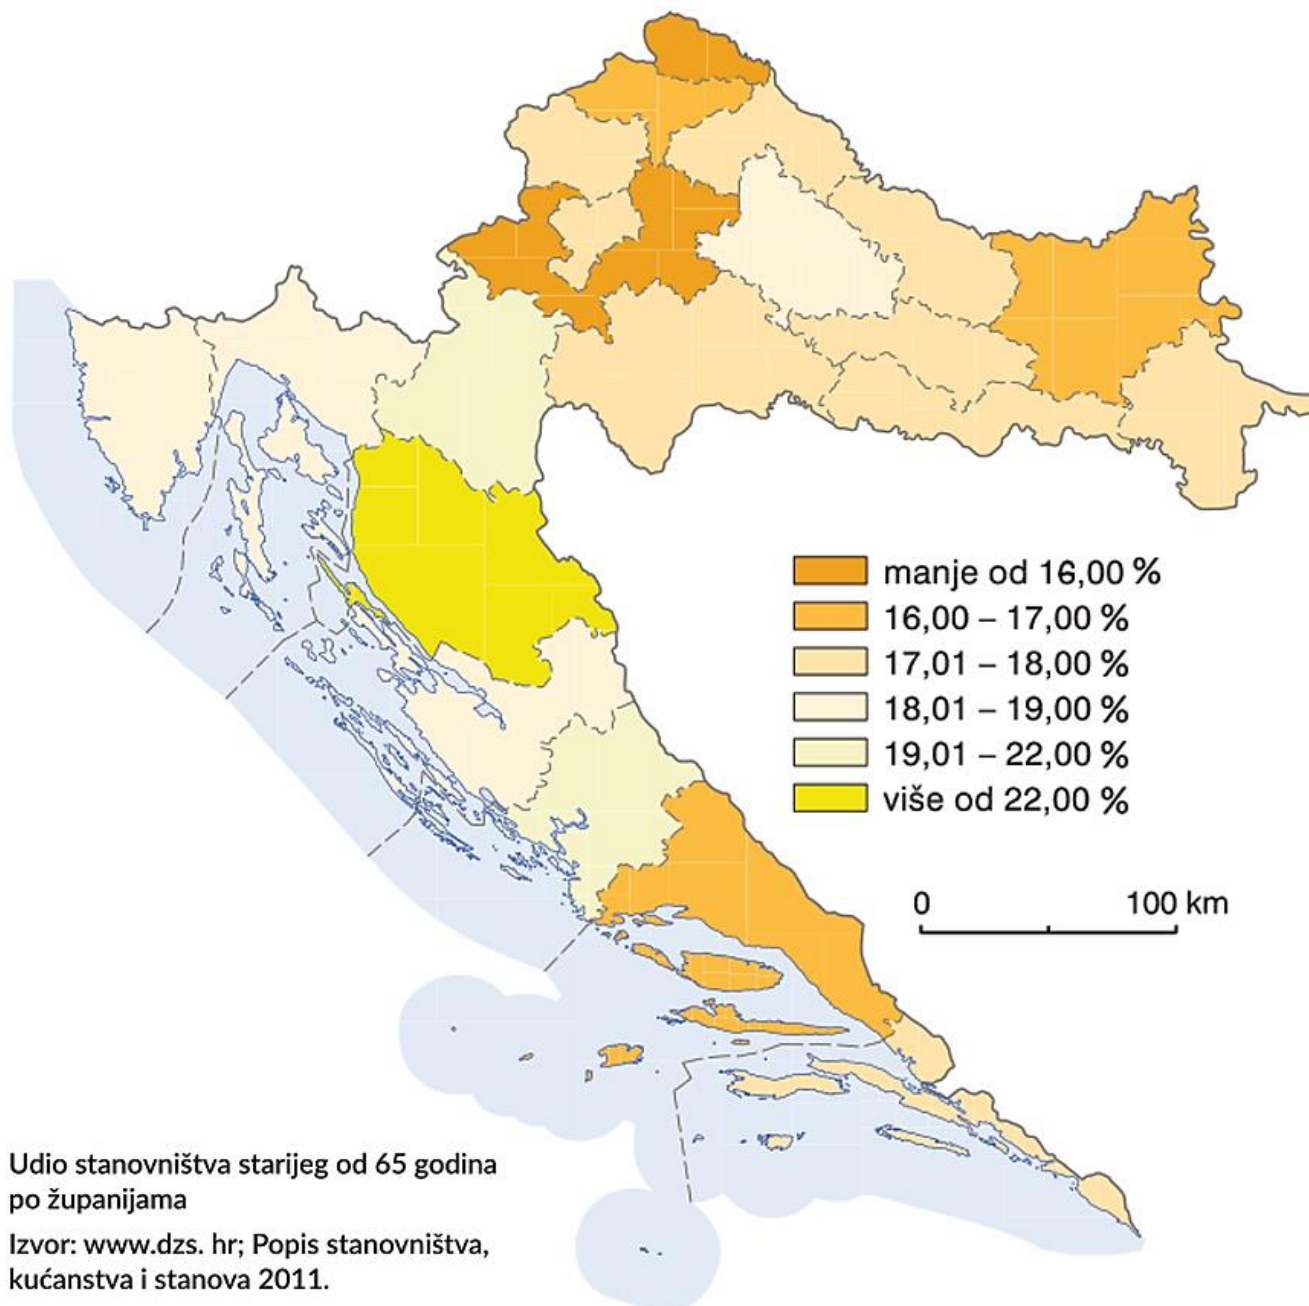 manje od 16,00 %
16,00 – 17,00 %
17,01 – 18,00 %
18,01 – 19,00 %
19,01 – 22,00 %
više od 22,00 %
0 100 km
Udio stanovništva starijeg od 65 godina
po županijama
Izvor: www.dzs. hr; Popis stanovništva,
kućanstva i stanova 2011.